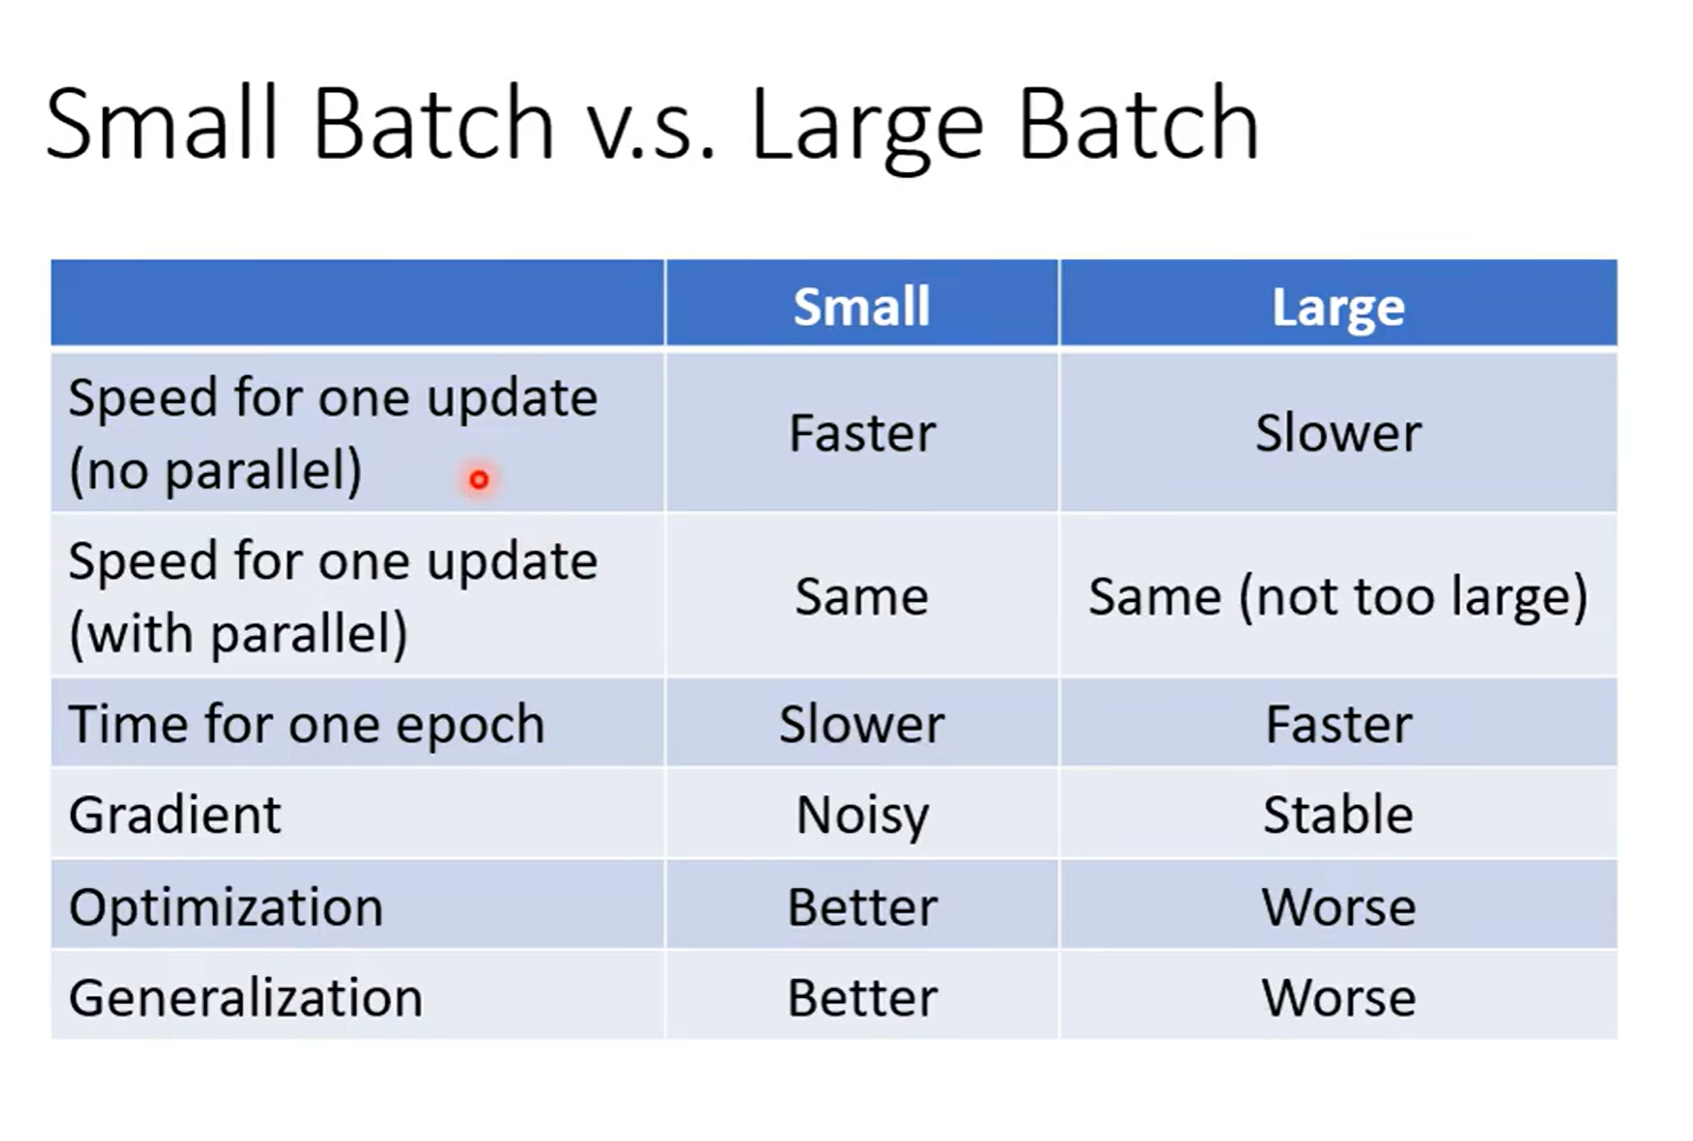 Small Batch v.s. Large Batch
Small Large
Speed for one update
(no parallel) Faster Slower
Speed for one update
(with parallel) Same Same (not too large)
Time for one epoch Slower Faster
Gradient Noisy Stable
Optimization Better Worse
Generalization Better Worse